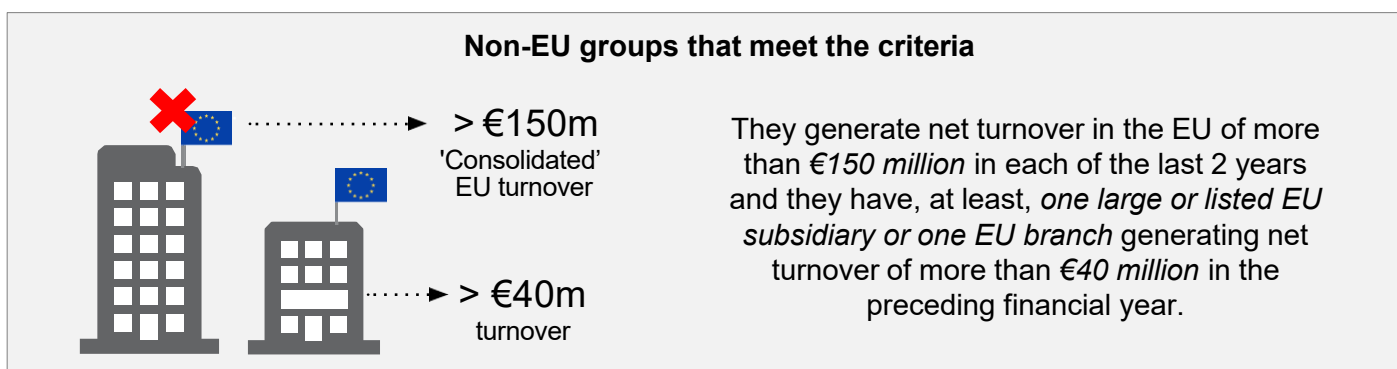 Non-EU groups that meet the criteria
> €150m
'Consolidated’
EU turnover
> €40m
turnover
They generate net turnover in the EU of more
than €150 million in each of the last 2 years
and they have, at least, one large or listed EU
subsidiary or one EU branch generating net
turnover of more than €40 million in the
preceding financial year.